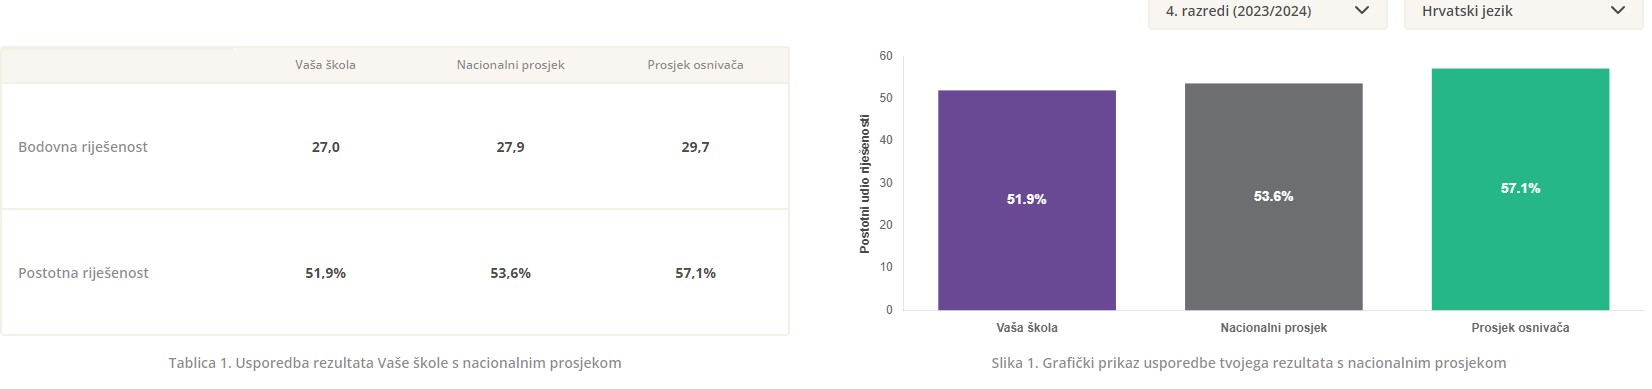 4. razredi (2023/2024)
Hrvatski jezik
Vaša škola Nacionalni prosjek Prosjek osnivača
Bodovna riješenost 27,0 27,9 29,7
Postotna riješenost 51,9% 53,6% 57,1%
Tablica 1. Usporedba rezultata Vaše škole s nacionalnim prosjekom
Postotni udio riješenosti
60
50
40
30
20
10
0
51.9%
53.6%
57.1%
Vaša škola Nacionalni prosjek Prosjek osnivača
Slika 1. Grafički prikaz usporedbe tvojega rezultata s nacionalnim prosjekom